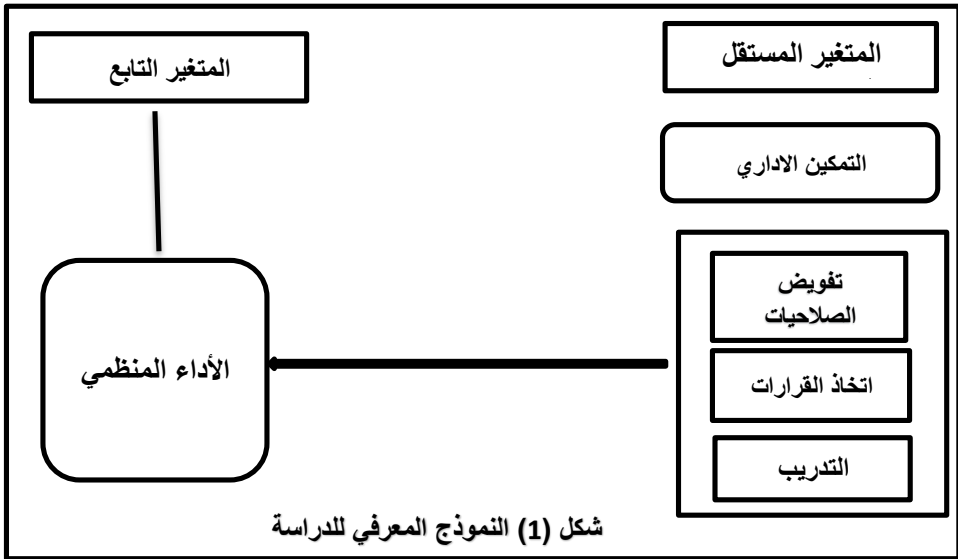 المتغير المستقل
المتغير التابع
التمكين الاداري
تفويض
الصلاحيات
اتخاذ القرارات
التدريب
الأداء المنظمي
شكل (1) النموذج المعرفي للدراسة